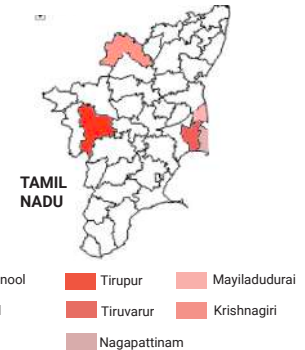 TAMIL
NADU
nool Tirupur Mayiladudurai
l Tiruvarur Krishnagiri
Nagapattinam